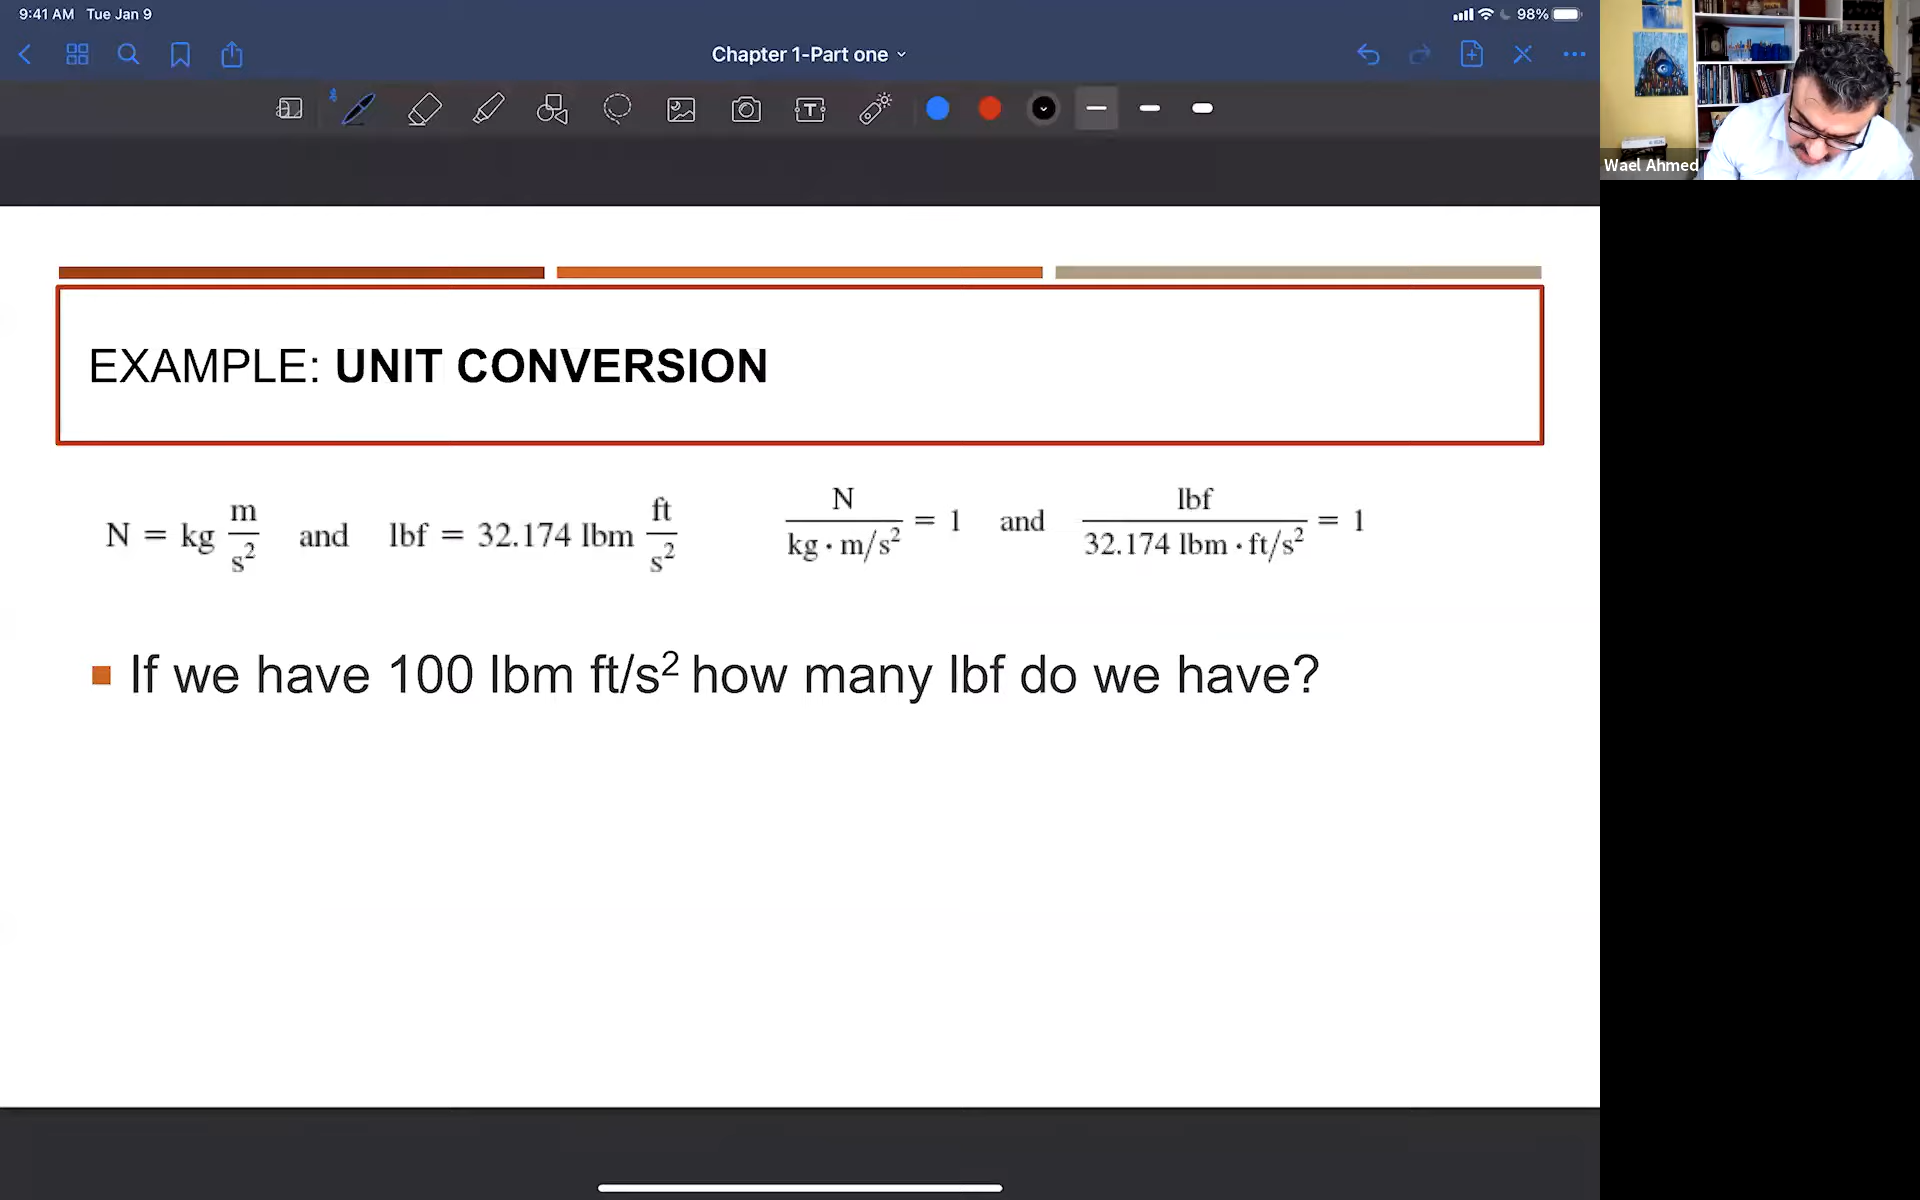 9:41 AM Tue Jan 9
98%
Chapter 1-Part one
Wael Ahmed
EXAMPLE: UNIT CONVERSION
N = kg m/s² and lbf = 32.174 lbm ft/s² N/(kg · m/s²) = 1 and lbf/(32.174 lbm · ft/s²) = 1
If we have 100 lbm ft/s² how many lbf do we have?